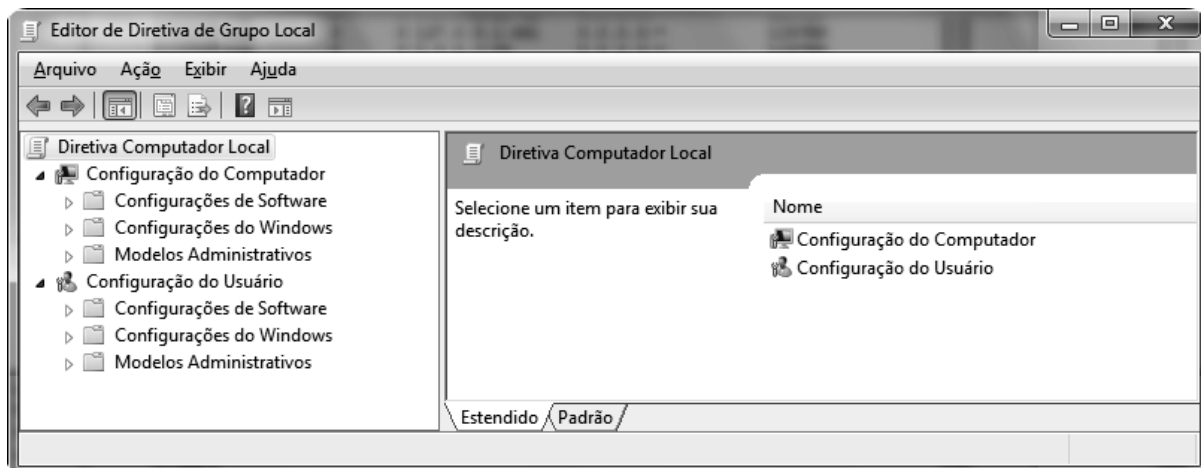 Editor de Diretiva de Grupo Local
Arquivo Ação Exibir Ajuda
Diretiva Computador Local
Configuração do Computador
Configurações de Software
Configurações do Windows
Modelos Administrativos
Configuração do Usuário
Configurações de Software
Configurações do Windows
Modelos Administrativos
Diretiva Computador Local
Selecione um item para exibir sua
descrição.
Nome
Configuração do Computador
Configuração do Usuário
Estendido Padrão